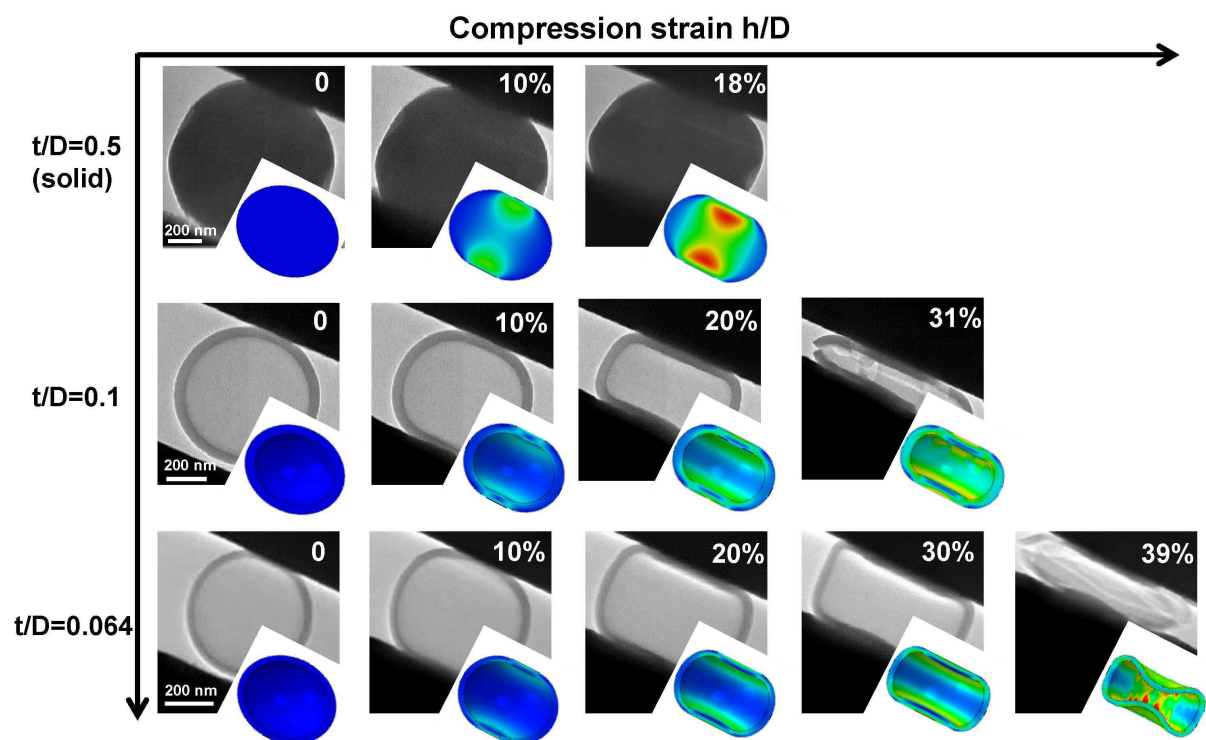 Compression strain h/D
t/D=0.5
(solid)
0
10%
18%
200 nm
t/D=0.1
0
10%
20%
31%
200 nm
t/D=0.064
0
10%
20%
30%
39%
200 nm